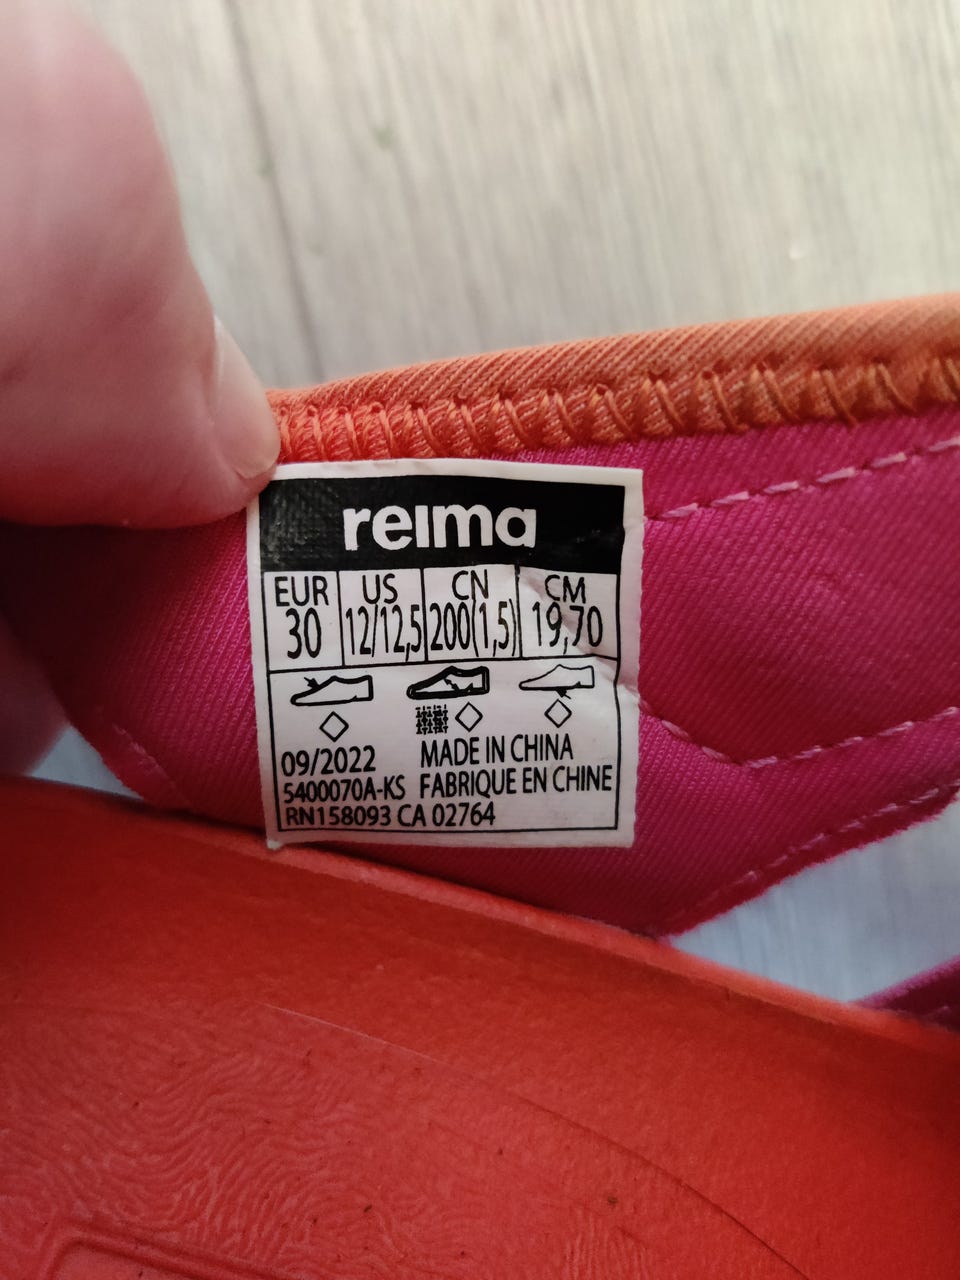 reima
EUR US CN CM
30 12/12,5 200(1,5) 19,70
09/2022 MADE IN CHINA
5400070A-KS FABRIQUE EN CHINE
RN158093 CA 02764